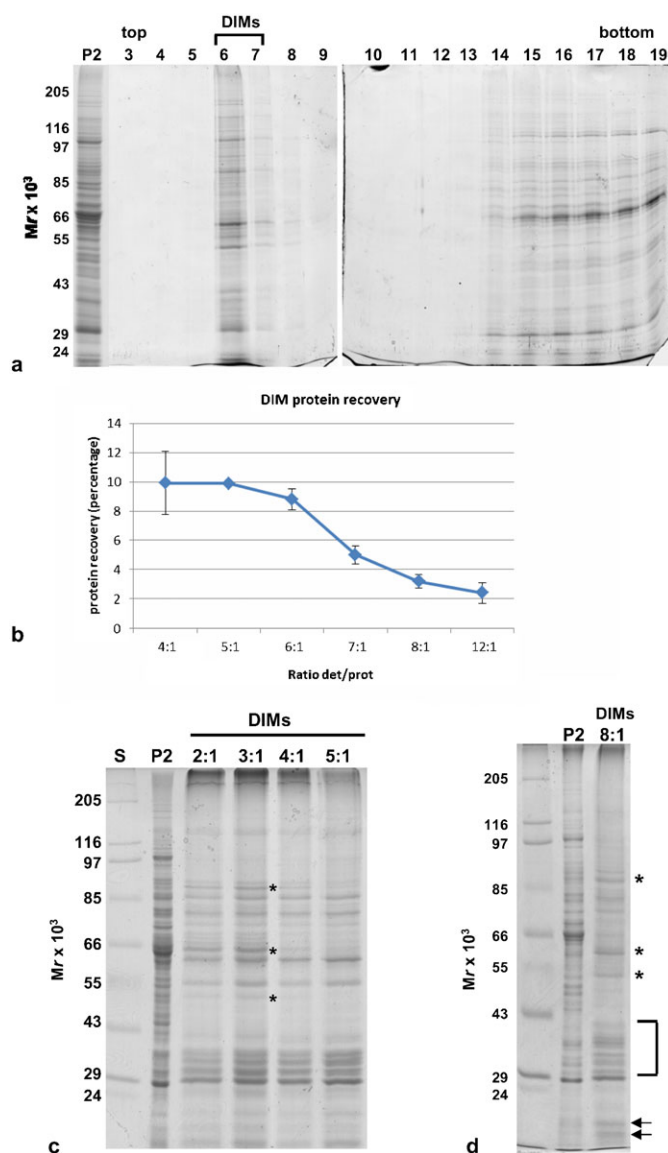 DIMs
top bottom
P2 3 4 5 6 7 8 9 10 11 12 13 14 15 16 17 18 19
205
116
97
85
66
55
43
29
24
Mr x 10³
a
DIM protein recovery
14
12
10
8
6
4
2
0
protein recovery (percentage)
4:1 5:1 6:1 7:1 8:1 12:1
Ratio det/prot
b
DIMs
S P2 2:1 3:1 4:1 5:1
205
116
97
85
66
55
43
29
24
Mr x 10³
*
*
*
c
DIMs
P2 8:1
205
116
97
85
66
55
43
29
24
Mr x 10³
*
*
*
d